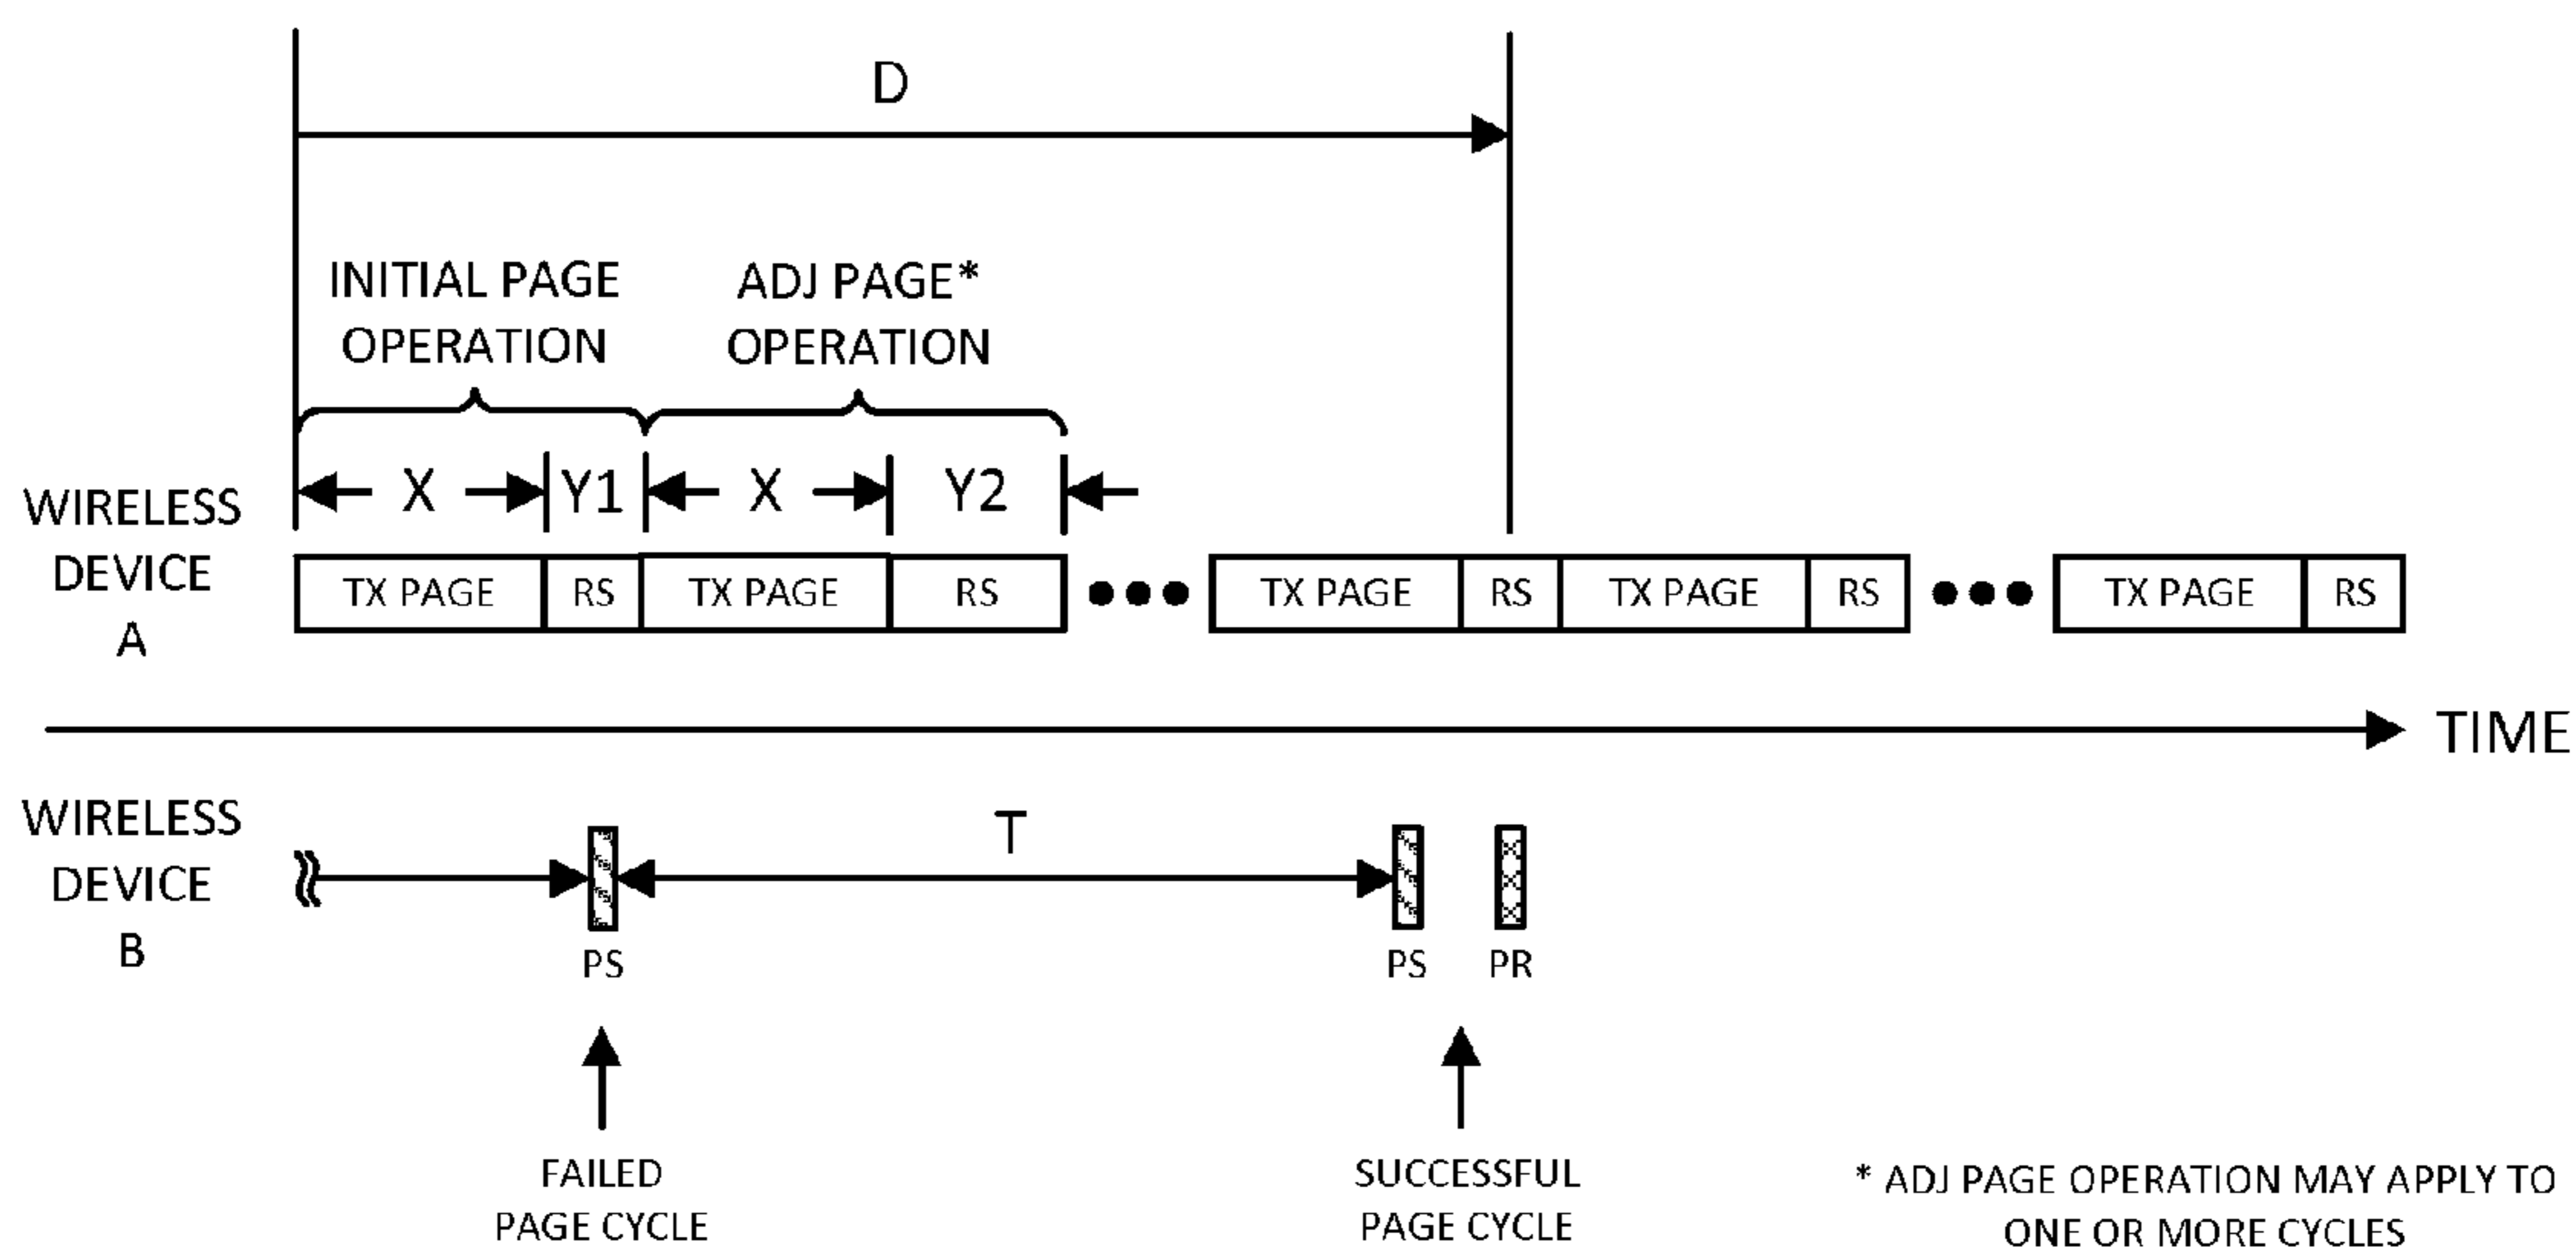 D
INITIAL PAGE
OPERATION
ADJ PAGE*
OPERATION
X
Y1
X
Y2
WIRELESS
DEVICE
A
TX PAGE
RS
TX PAGE
RS
TX PAGE
RS
TX PAGE
RS
TX PAGE
RS
TIME
WIRELESS
DEVICE
B
T
PS
PS
PR
FAILED
PAGE CYCLE
SUCCESSFUL
PAGE CYCLE
* ADJ PAGE OPERATION MAY APPLY TO
ONE OR MORE CYCLES